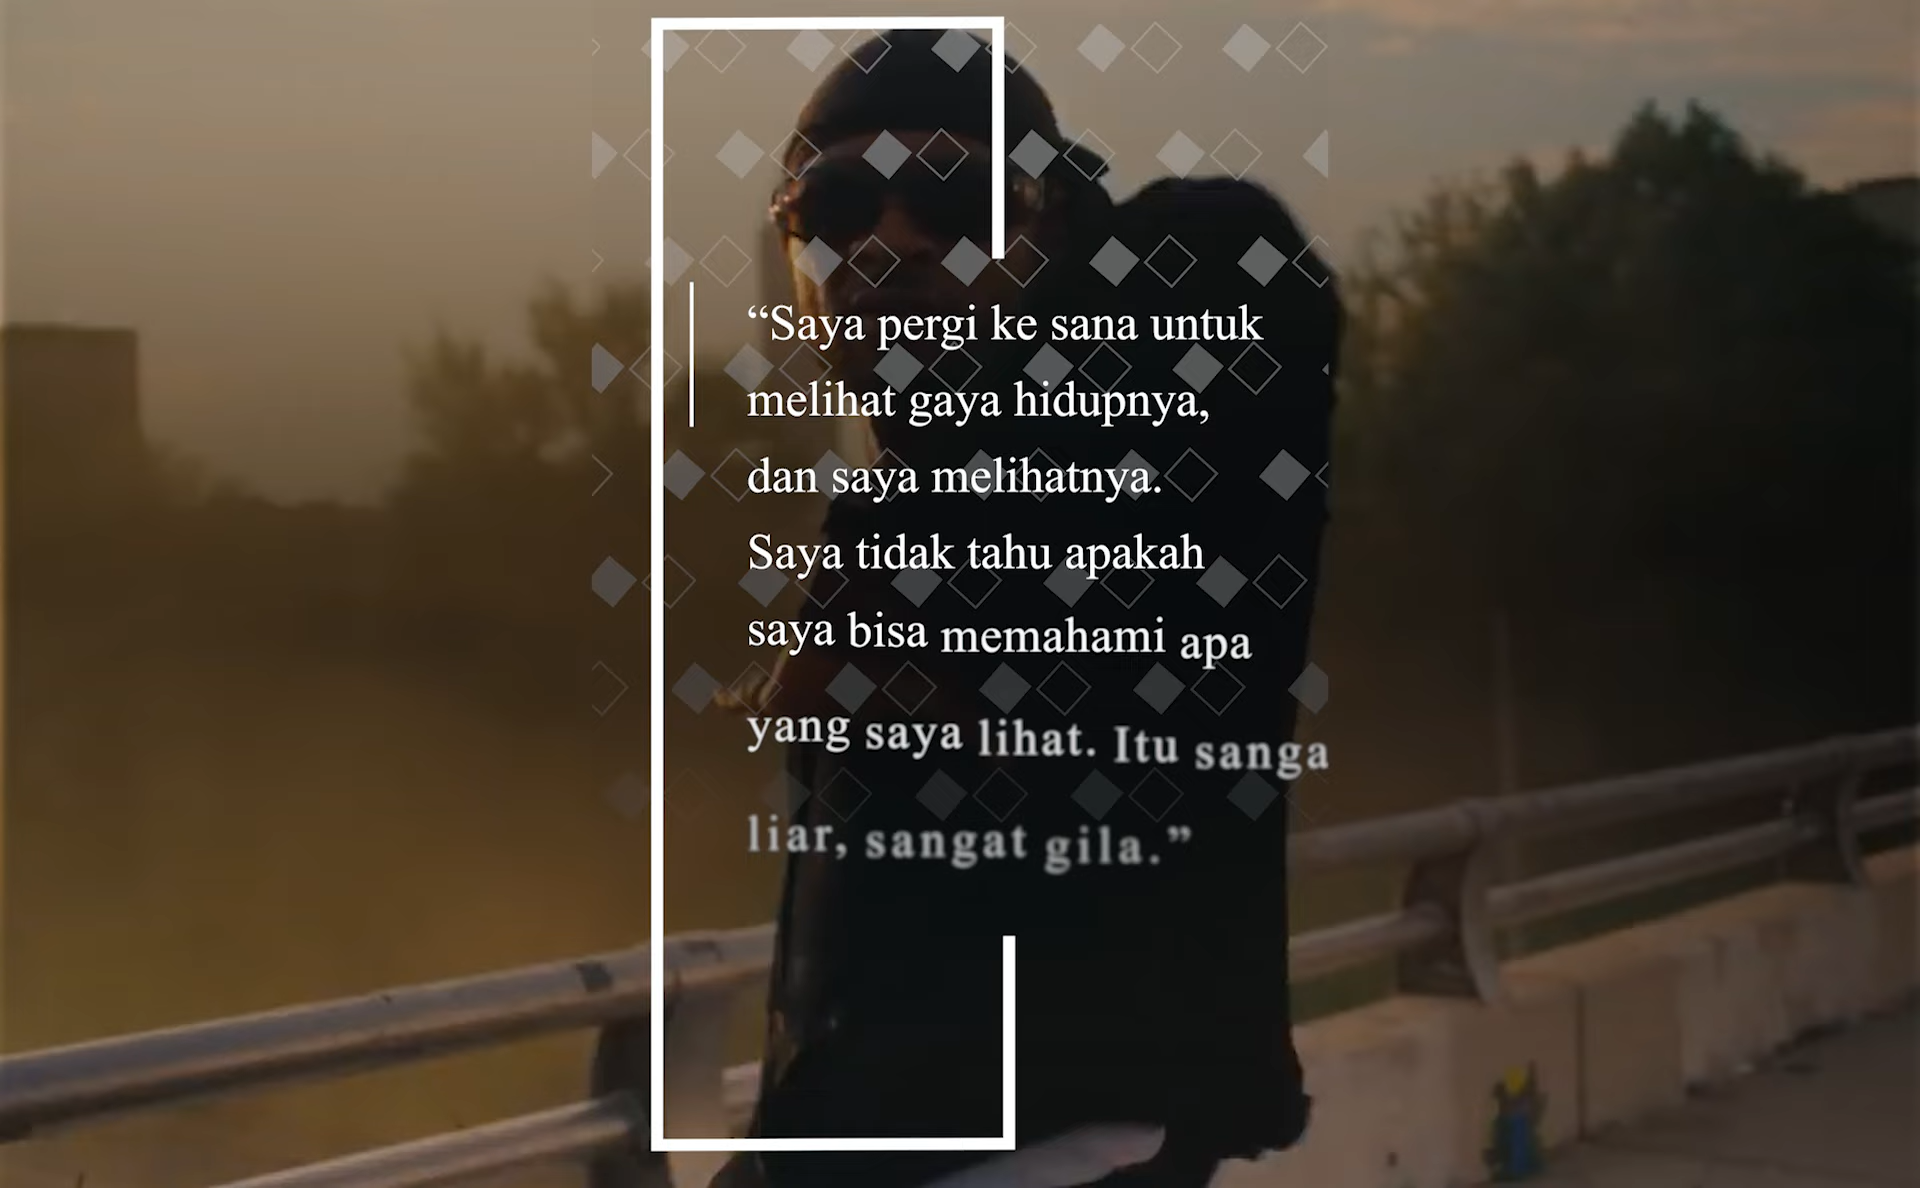 “Saya pergi ke sana untuk
melihat gaya hidupnya,
dan saya melihatnya.
Saya tidak tahu apakah
saya bisa memahami apa
yang saya lihat. Itu sanga
liar, sangat gila.”